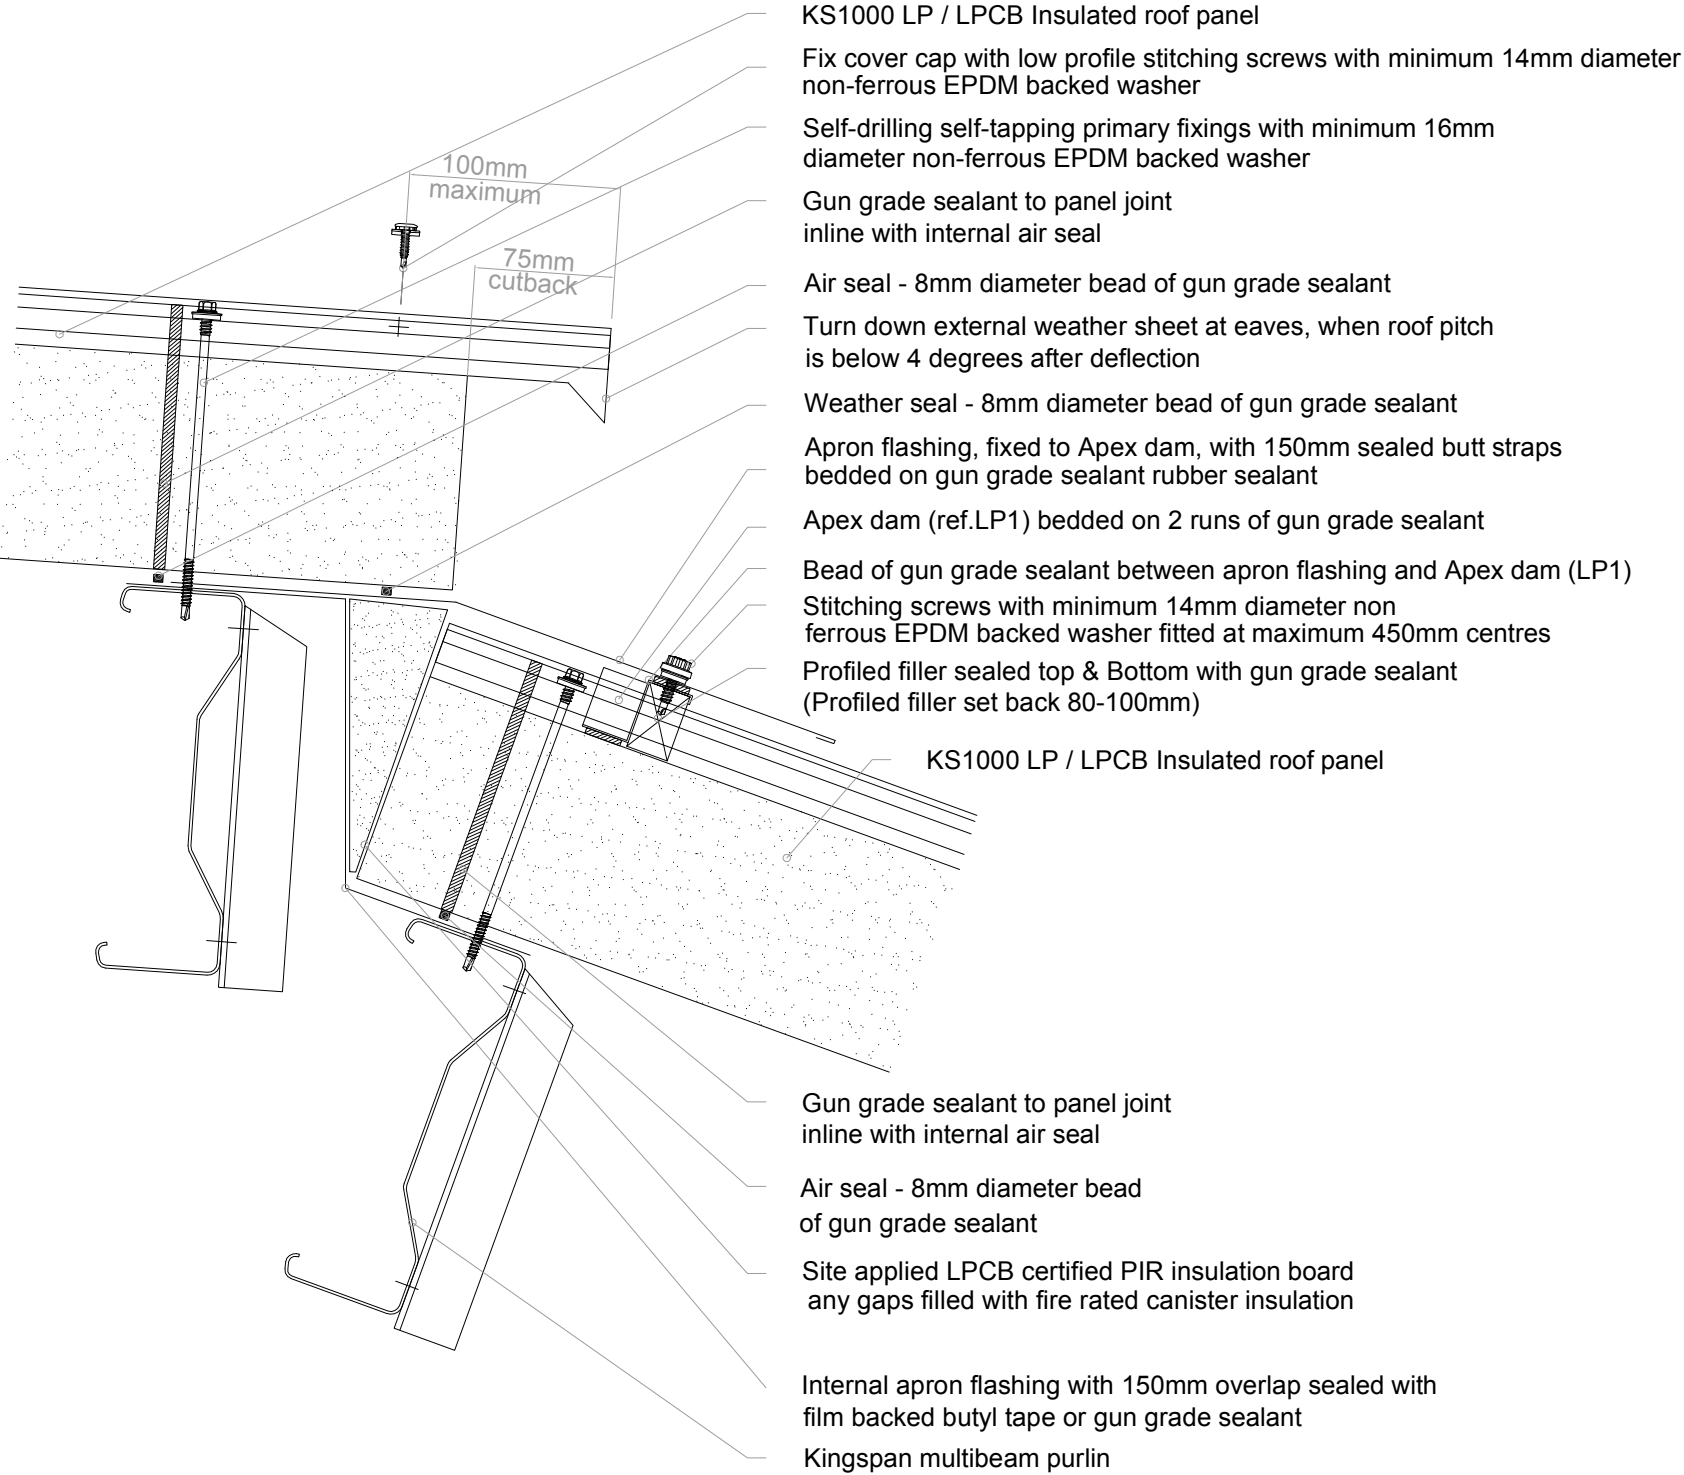 KS1000 LP / LPCB Insulated roof panel
Fix cover cap with low profile stitching screws with minimum 14mm diameter
non-ferrous EPDM backed washer
Self-drilling self-tapping primary fixings with minimum 16mm
diameter non-ferrous EPDM backed washer
100mm
maximum
Gun grade sealant to panel joint
inline with internal air seal
75mm
cutback
Air seal - 8mm diameter bead of gun grade sealant
Turn down external weather sheet at eaves, when roof pitch
is below 4 degrees after deflection
Weather seal - 8mm diameter bead of gun grade sealant
Apron flashing, fixed to Apex dam, with 150mm sealed butt straps
bedded on gun grade sealant rubber sealant
Apex dam (ref.LP1) bedded on 2 runs of gun grade sealant
Bead of gun grade sealant between apron flashing and Apex dam (LP1)
Stitching screws with minimum 14mm diameter non
ferrous EPDM backed washer fitted at maximum 450mm centres
Profiled filler sealed top & Bottom with gun grade sealant
(Profiled filler set back 80-100mm)
KS1000 LP / LPCB Insulated roof panel
Gun grade sealant to panel joint
inline with internal air seal
Air seal - 8mm diameter bead
of gun grade sealant
Site applied LPCB certified PIR insulation board
any gaps filled with fire rated canister insulation
Internal apron flashing with 150mm overlap sealed with
film backed butyl tape or gun grade sealant
Kingspan multibeam purlin